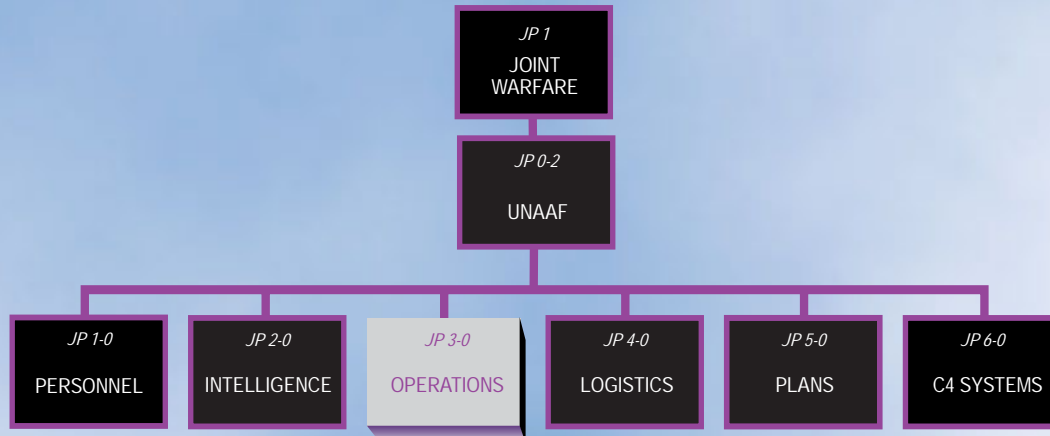 JP 1
JOINT
WARFARE
JP 0-2
UNAAF
JP 1-0
PERSONNEL
JP 2-0
INTELLIGENCE
JP 3-0
OPERATIONS
JP 4-0
LOGISTICS
JP 5-0
PLANS
JP 6-0
C4 SYSTEMS